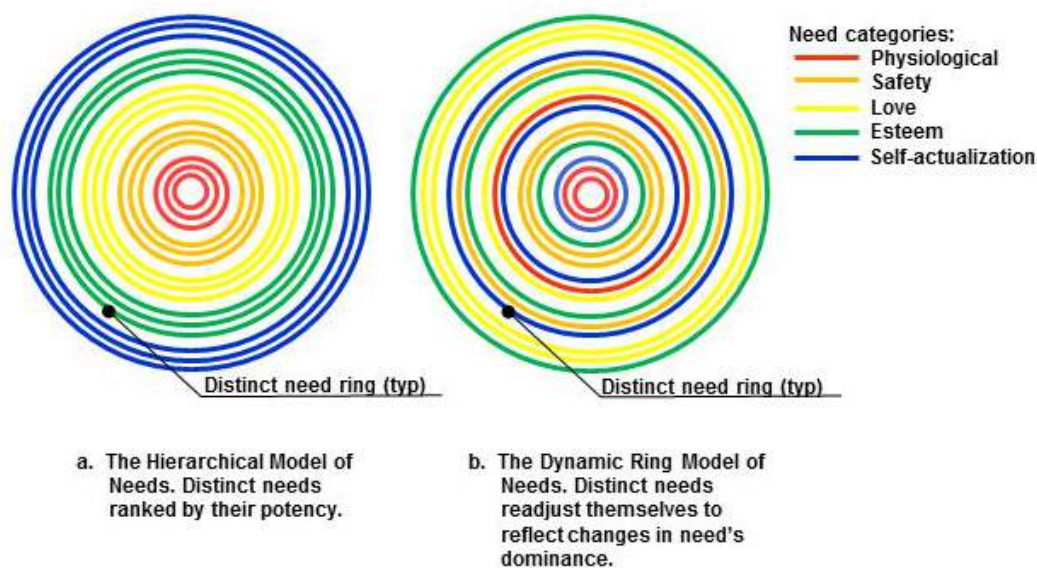 Need categories:
Physiological
Safety
Love
Esteem
Self-actualization
Distinct need ring (typ)
Distinct need ring (typ)
a. The Hierarchical Model of
Needs. Distinct needs
ranked by their potency.
b. The Dynamic Ring Model of
Needs. Distinct needs
readjust themselves to
reflect changes in need's
dominance.